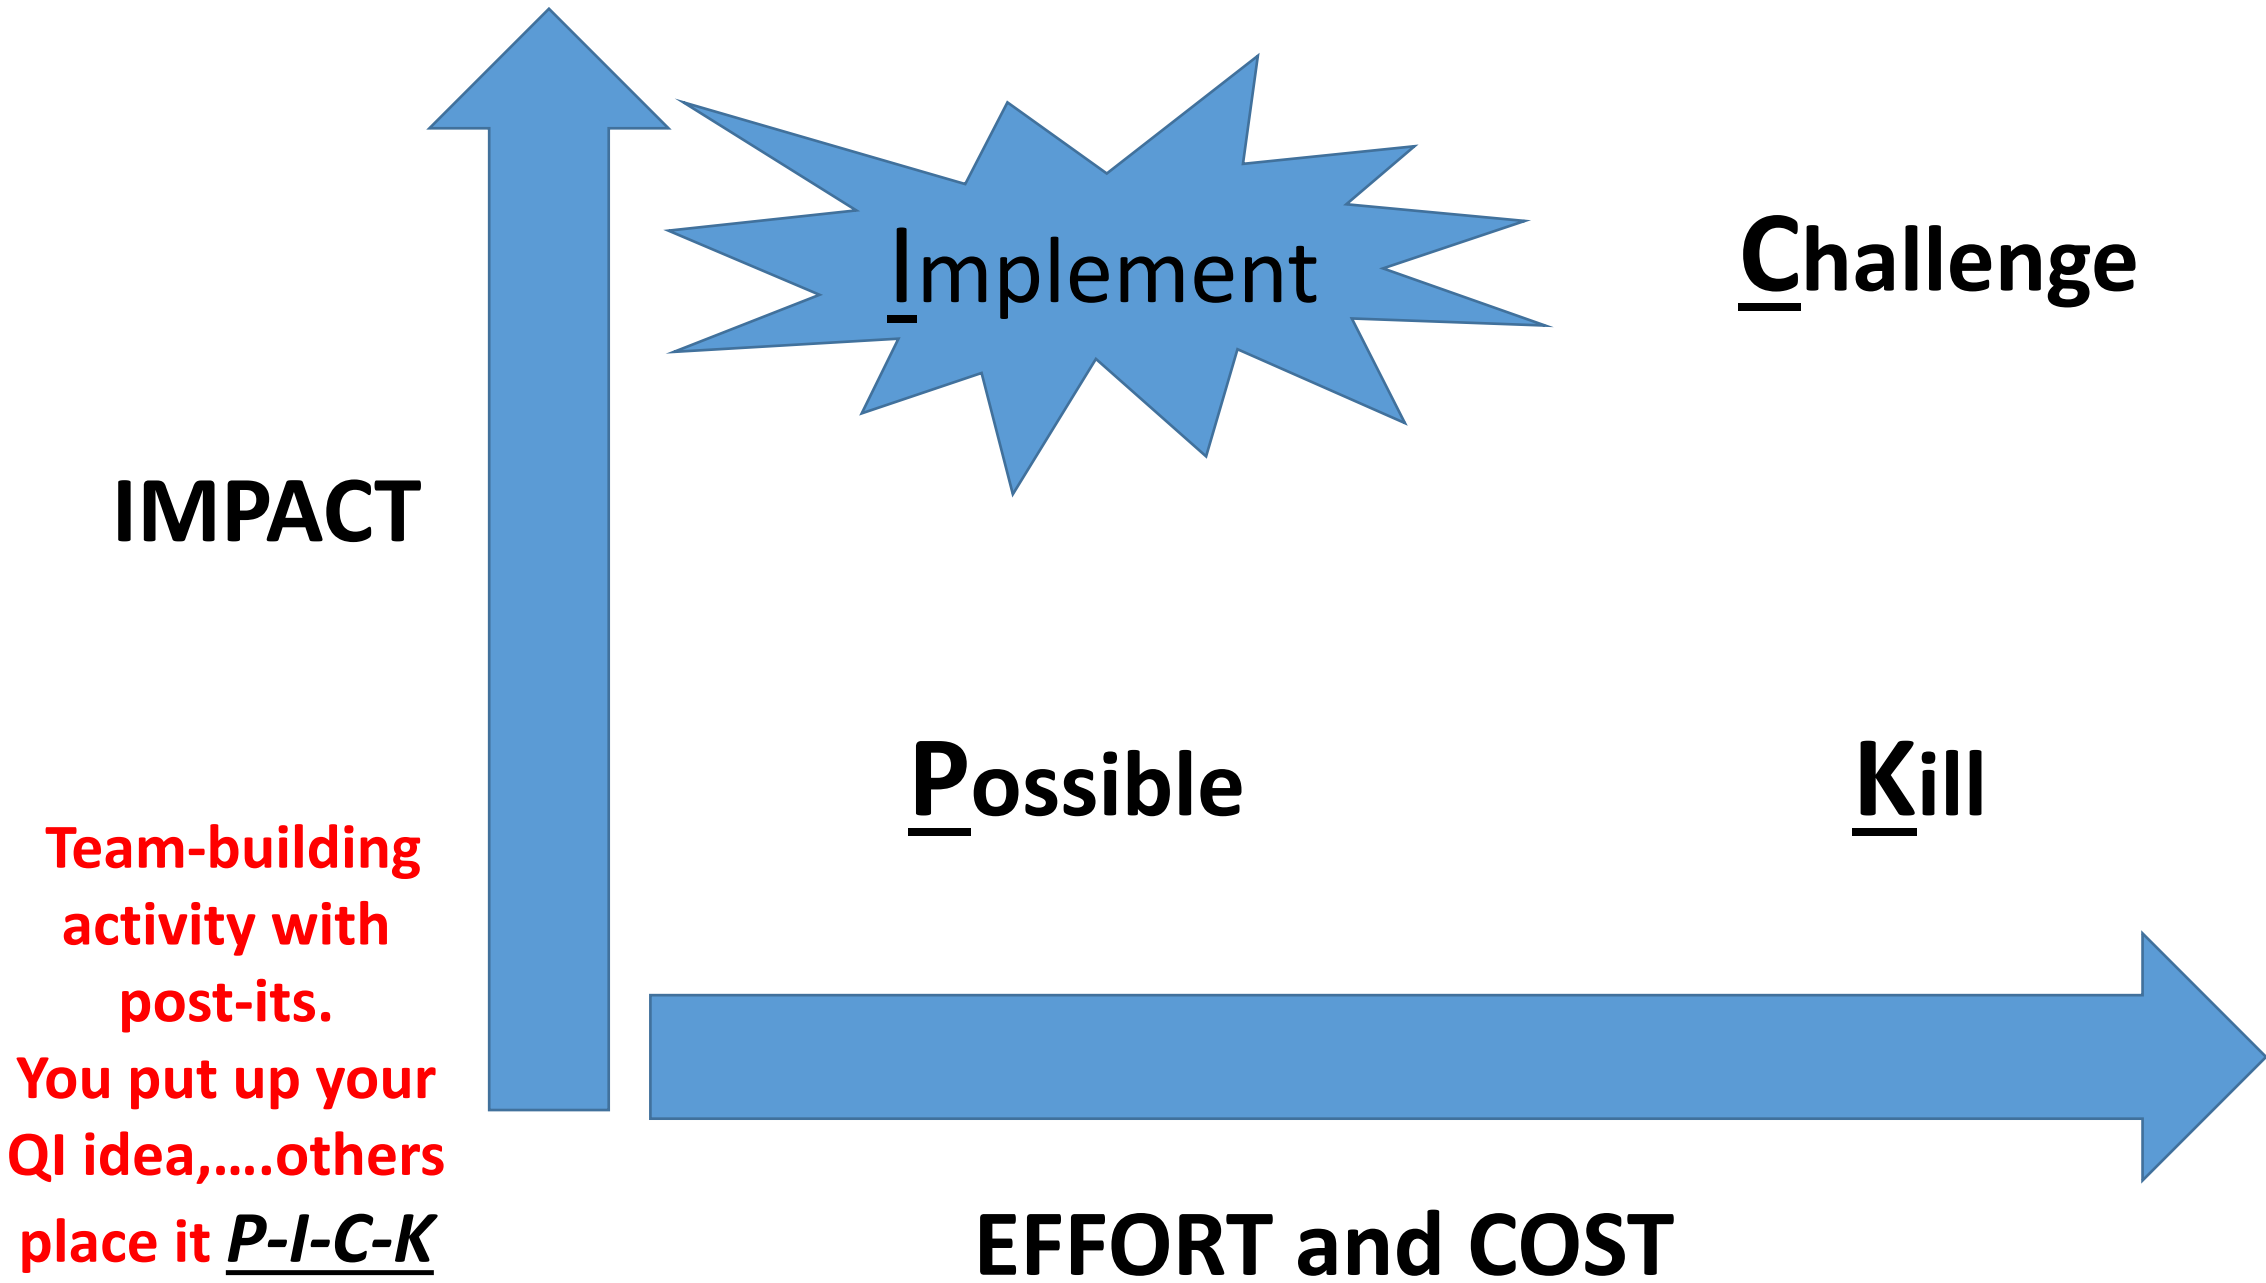 Implement
Challenge
IMPACT
Possible
Kill
Team-building
activity with
post-its.
You put up your
QI idea,.....others
place it P-I-C-K
EFFORT and COST